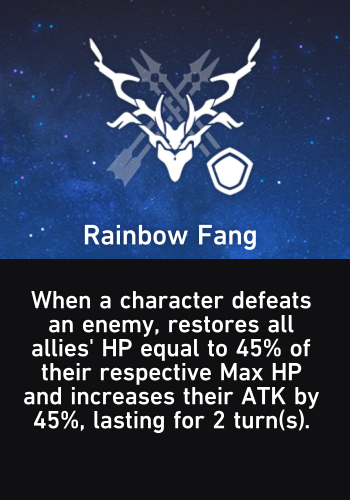 Rainbow Fang
When a character defeats
an enemy, restores all
allies' HP equal to 45% of
their respective Max HP
and increases their ATK by
45%, lasting for 2 turn(s).